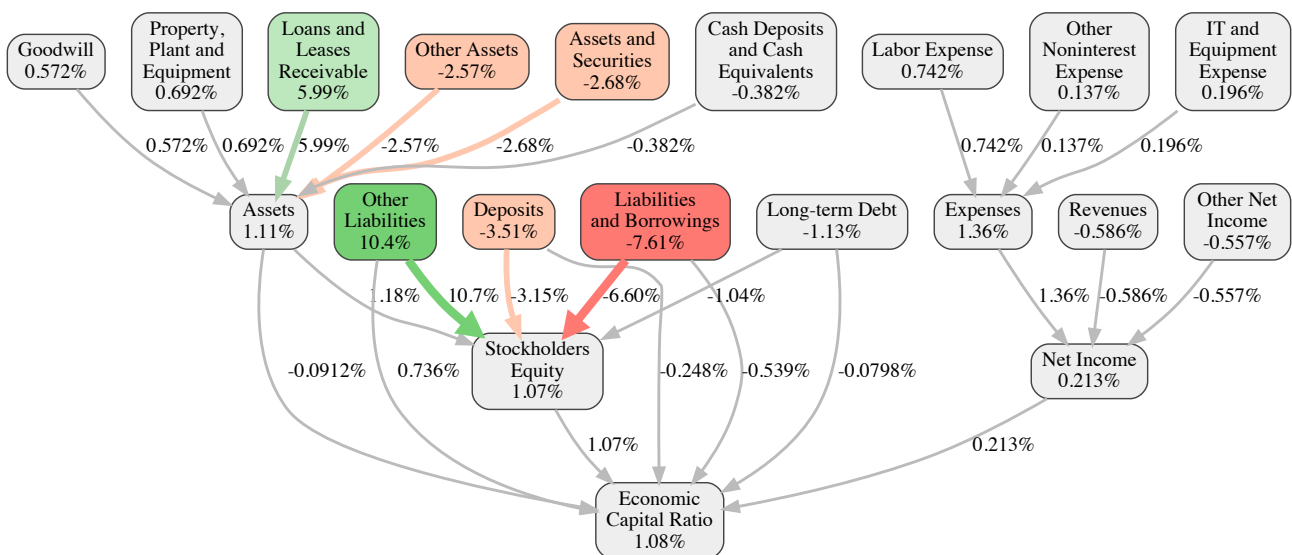 Goodwill
0.572%
Property,
Plant and
Equipment
0.692%
Loans and
Leases
Receivable
5.99%
Other Assets
-2.57%
Assets and
Securities
-2.68%
Cash Deposits
and Cash
Equivalents
-0.382%
Labor Expense
0.742%
Other
Noninterest
Expense
0.137%
IT and
Equipment
Expense
0.196%
0.572%
0.692%
5.99%
-2.57%
-2.68%
-0.382%
0.742%
0.137%
0.196%
Assets
1.11%
Other
Liabilities
10.4%
Deposits
-3.51%
Liabilities
and Borrowings
-7.61%
Long-term Debt
-1.13%
Expenses
1.36%
Revenues
-0.586%
Other Net
Income
-0.557%
1.18%
10.7%
-3.15%
-6.60%
-1.04%
1.36%
-0.586%
-0.557%
Stockholders
Equity
1.07%
Net Income
0.213%
-0.0912%
0.736%
-0.248%
-0.539%
-0.0798%
1.07%
0.213%
Economic
Capital Ratio
1.08%